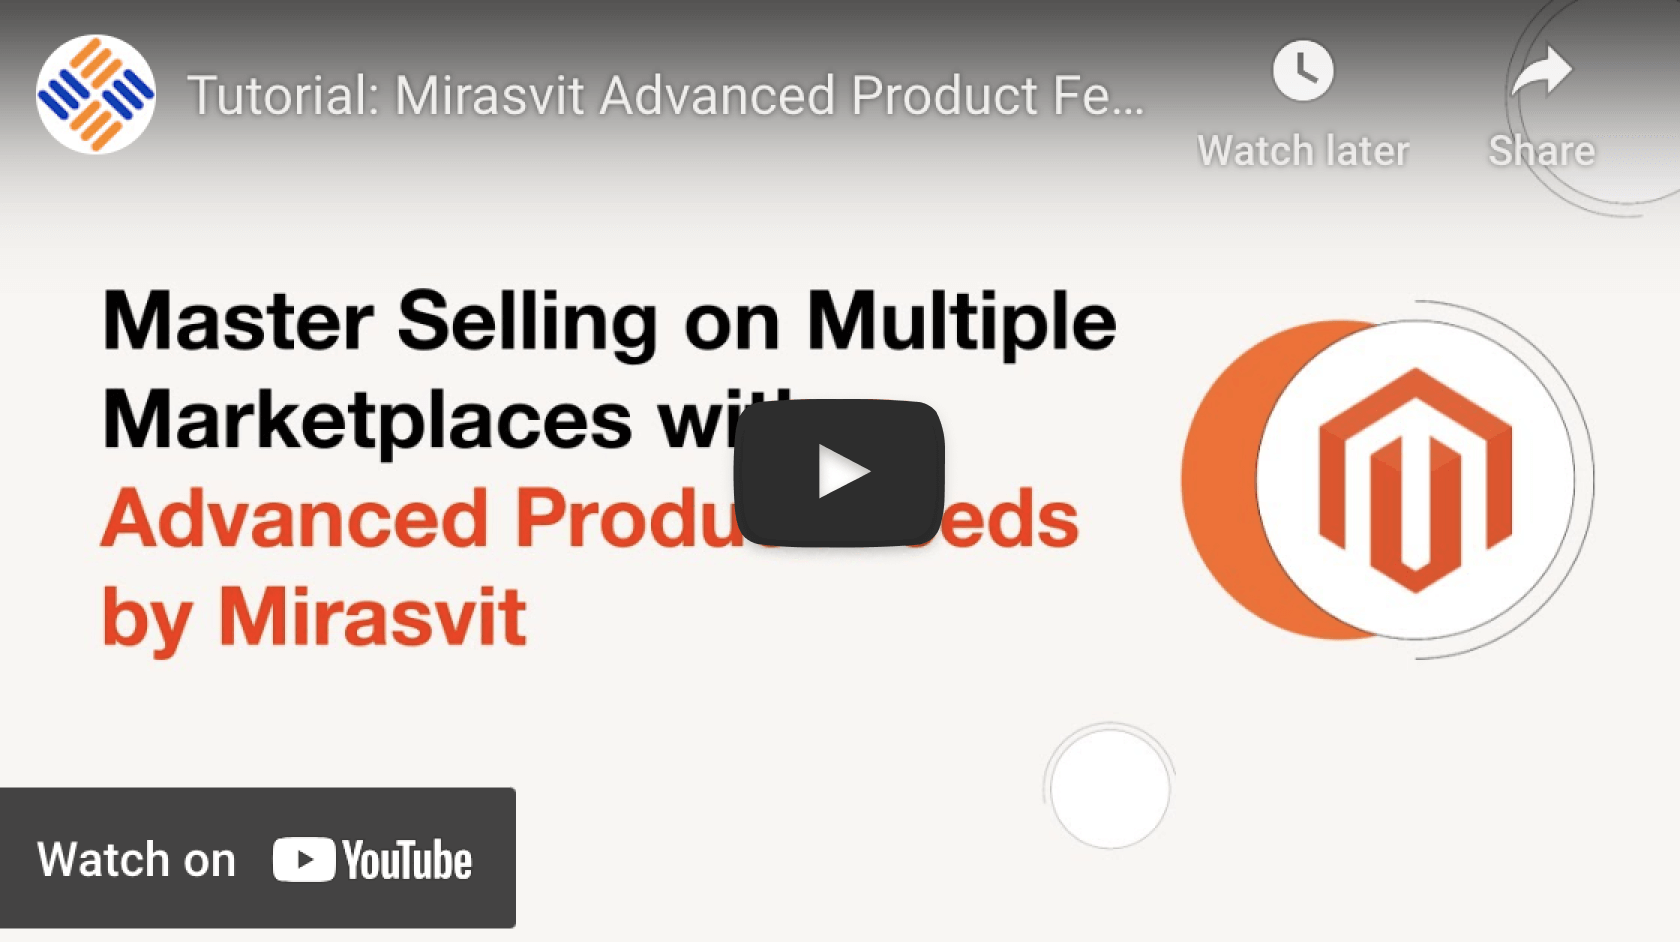 Tutorial: Mirasvit Advanced Product Fe...
Watch later
Share
Master Selling on Multiple
Marketplaces
Advanced
by Mirasvit
Watch on YouTube